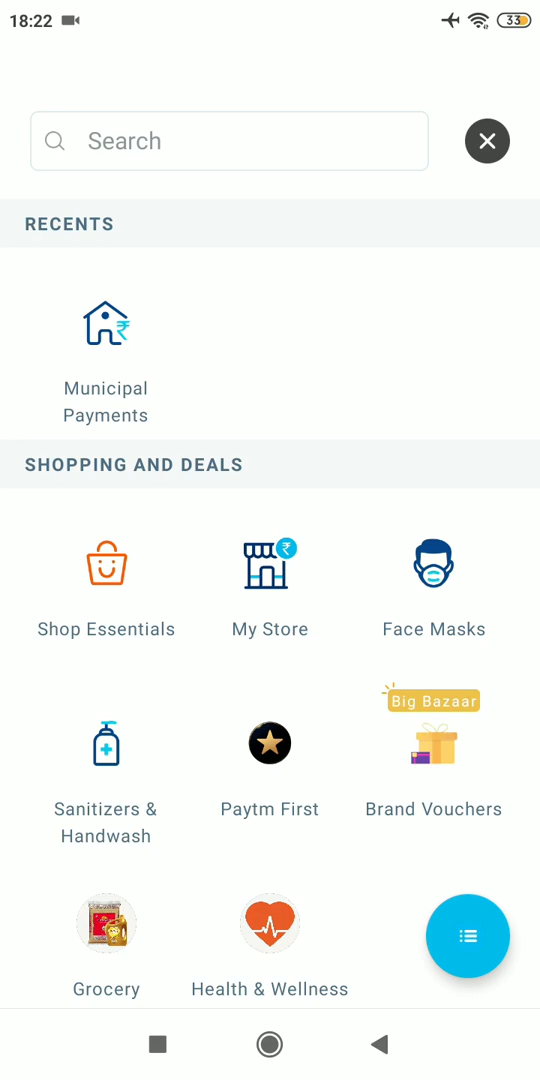 18:22
33
Search
RECENTS
Municipal
Payments
SHOPPING AND DEALS
Shop Essentials
My Store
Face Masks
Big Bazaar
Sanitizers &
Handwash
Paytm First
Brand Vouchers
Grocery
Health & Wellness